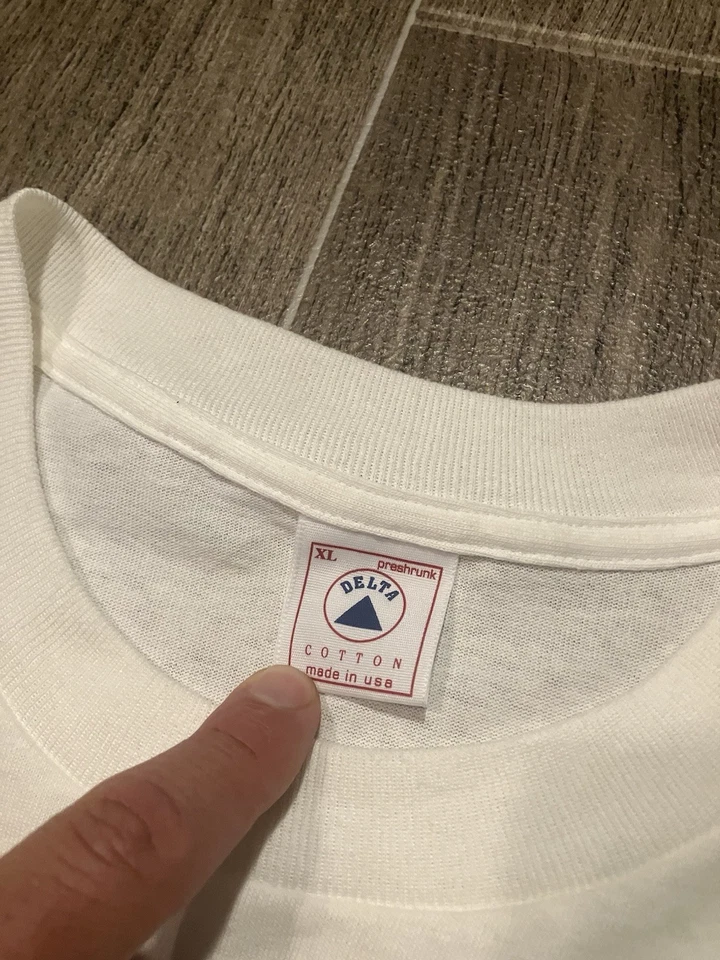 XL
preshrunk
DELTA
COTTON
made in usa